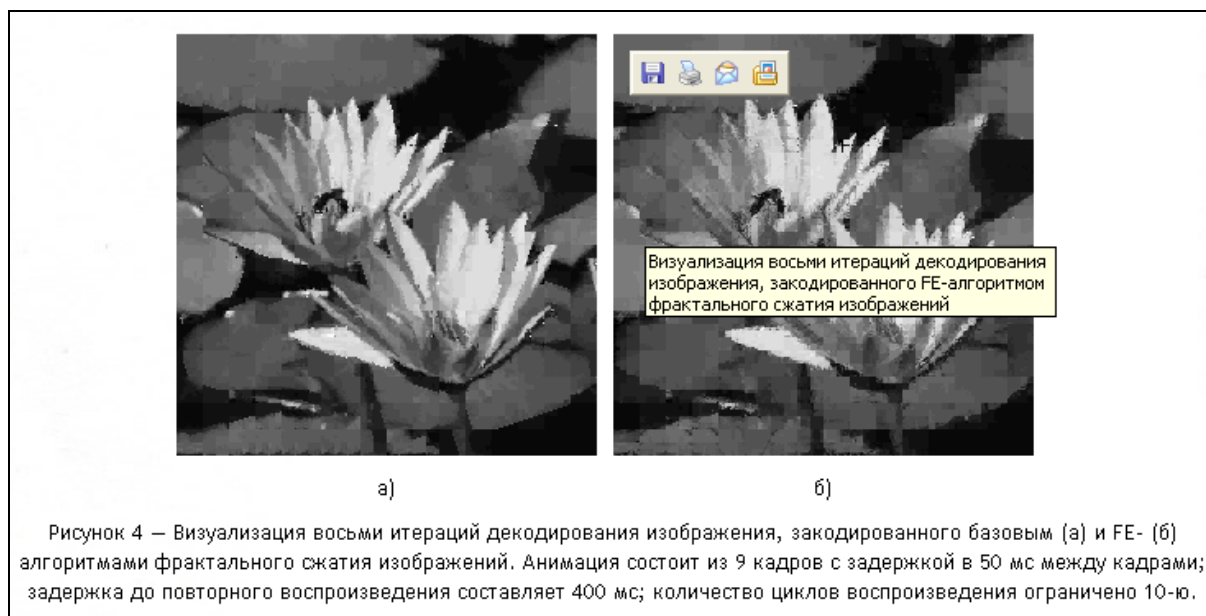 Визуализация восьми итераций декодирования
изображения, закодированного FE-алгоритмом
фрактального сжатия изображений
а)
б)
Рисунок 4 — Визуализация восьми итераций декодирования изображения, закодированного базовым (а) и FE- (б)
алгоритмами фрактального сжатия изображений. Анимация состоит из 9 кадров с задержкой в 50 мс между кадрами;
задержка до повторного воспроизведения составляет 400 мс; количество циклов воспроизведения ограничено 10-ю.